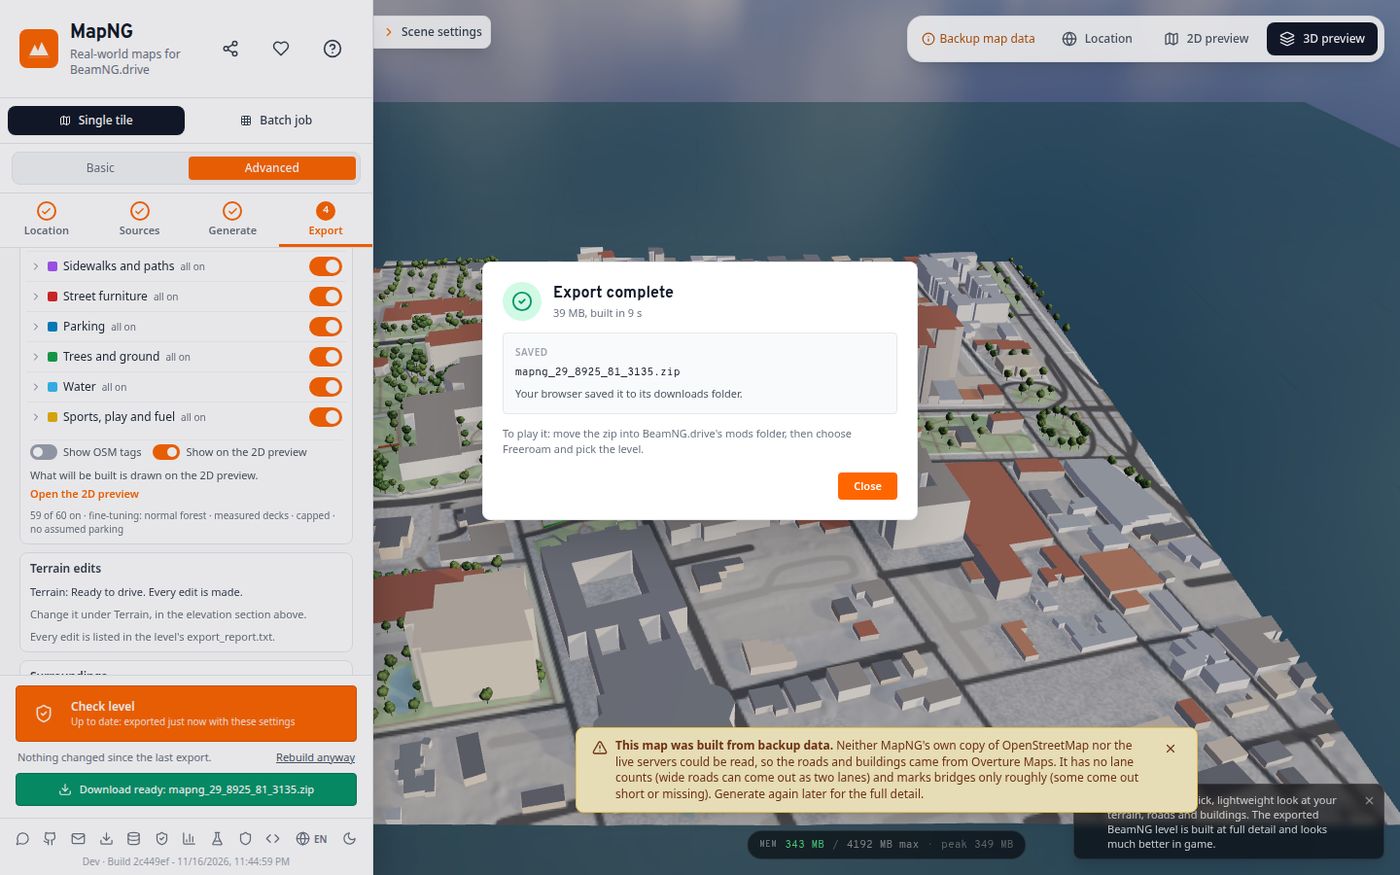 MapNG
Real-world maps for
BeamNG.drive
Scene settings
Backup map data
Location
2D preview
3D preview
Single tile
Batch job
Basic
Advanced
4
Location
Sources
Generate
Export
Sidewalks and paths all on
Street furniture all on
Parking all on
Trees and ground all on
Water all on
Sports, play and fuel all on
Show OSM tags
Show on the 2D preview
What will be built is drawn on the 2D preview.
Open the 2D preview
59 of 60 on · fine-tuning: normal forest · measured decks · capped ·
no assumed parking
Terrain edits
Terrain: Ready to drive. Every edit is made.
Change it under Terrain, in the elevation section above.
Every edit is listed in the level's export_report.txt.
Check level
Up to date: exported just now with these settings
Nothing changed since the last export.
Rebuild anyway
Download ready: mapng_29_8925_81_3135.zip
EN
Dev · Build 2c449ef - 11/16/2026, 11:44:59 PM
Export complete
39 MB, built in 9 s
SAVED
mapng_29_8925_81_3135.zip
Your browser saved it to its downloads folder.
To play it: move the zip into BeamNG.drive's mods folder, then choose
Freeroam and pick the level.
Close
This map was built from backup data. Neither MapNG's own copy of OpenStreetMap nor the
live servers could be read, so the roads and buildings came from Overture Maps. It has no lane
counts (wide roads can come out as two lanes) and marks bridges only roughly (some come out
short or missing). Generate again later for the full detail.
lightweight look at your
terrain, roads and buildings. The exported
BeamNG level is built at full detail and looks
much better in game.
MEM 343 MB / 4192 MB max · peak 349 MB